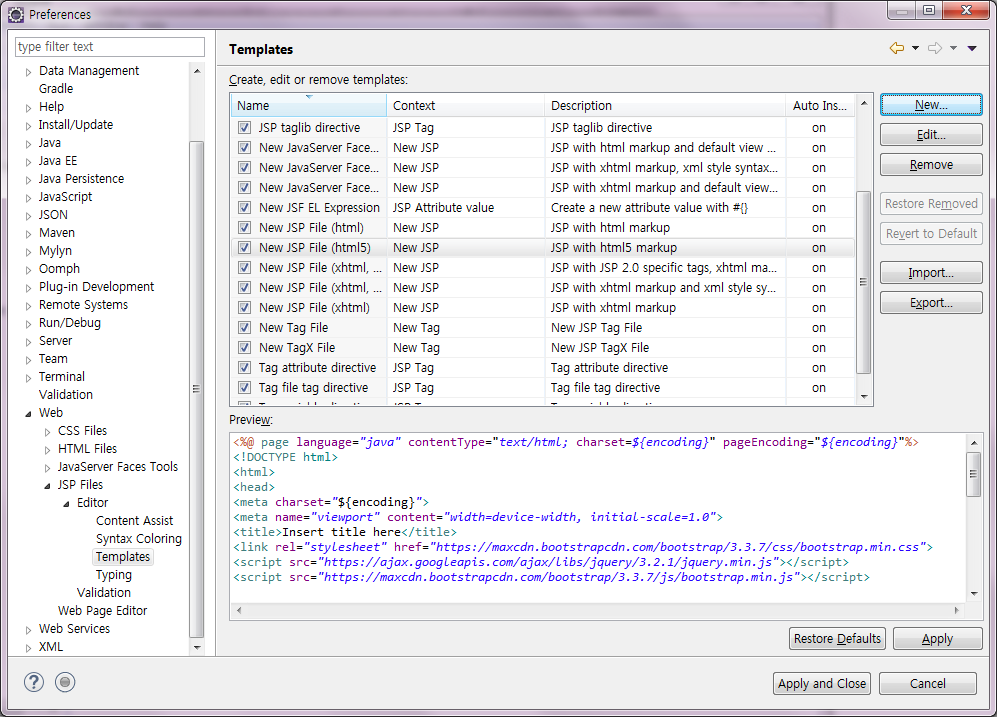 Preferences
type filter text
Data Management
Gradle
Help
Install/Update
Java
Java EE
Java Persistence
JavaScript
JSON
Maven
Mylyn
Oomph
Plug-in Development
Remote Systems
Run/Debug
Server
Team
Terminal
Validation
Web
CSS Files
HTML Files
JavaServer Faces Tools
JSP Files
Editor
Content Assist
Syntax Coloring
Templates
Typing
Validation
Web Page Editor
Web Services
XML
Templates
Create, edit or remove templates:
Name Context Description Auto Ins...
JSP taglib directive JSP Tag JSP taglib directive on
New JavaServer Face... New JSP JSP with html markup and default view ... on
New JavaServer Face... New JSP JSP with xhtml markup, xml style syntax... on
New JavaServer Face... New JSP JSP with xhtml markup and default view... on
New JSF EL Expression JSP Attribute value Create a new attribute value with #{} on
New JSP File (html) New JSP JSP with html markup on
New JSP File (html5) New JSP JSP with html5 markup on
New JSP File (xhtml, ... New JSP JSP with JSP 2.0 specific tags, xhtml ma... on
New JSP File (xhtml, ... New JSP JSP with xhtml markup and xml style sy... on
New JSP File (xhtml) New JSP JSP with xhtml markup on
New Tag File New Tag New JSP Tag File on
New TagX File New Tag New JSP TagX File on
Tag attribute directive JSP Tag Tag attribute directive on
Tag file tag directive JSP Tag Tag file tag directive on
New...
Edit...
Remove
Restore Removed
Revert to Default
Import...
Export...
Preview:
<%@ page language="java" contentType="text/html; charset=${encoding}" pageEncoding="${encoding}"%>
<!DOCTYPE html>
<html>
<head>
<meta charset="${encoding}">
<meta name="viewport" content="width=device-width, initial-scale=1.0">
<title>Insert title here</title>
<link rel="stylesheet" href="https://maxcdn.bootstrapcdn.com/bootstrap/3.3.7/css/bootstrap.min.css">
<script src="https://ajax.googleapis.com/ajax/libs/jquery/3.2.1/jquery.min.js"></script>
<script src="https://maxcdn.bootstrapcdn.com/bootstrap/3.3.7/js/bootstrap.min.js"></script>
Restore Defaults
Apply
Apply and Close
Cancel